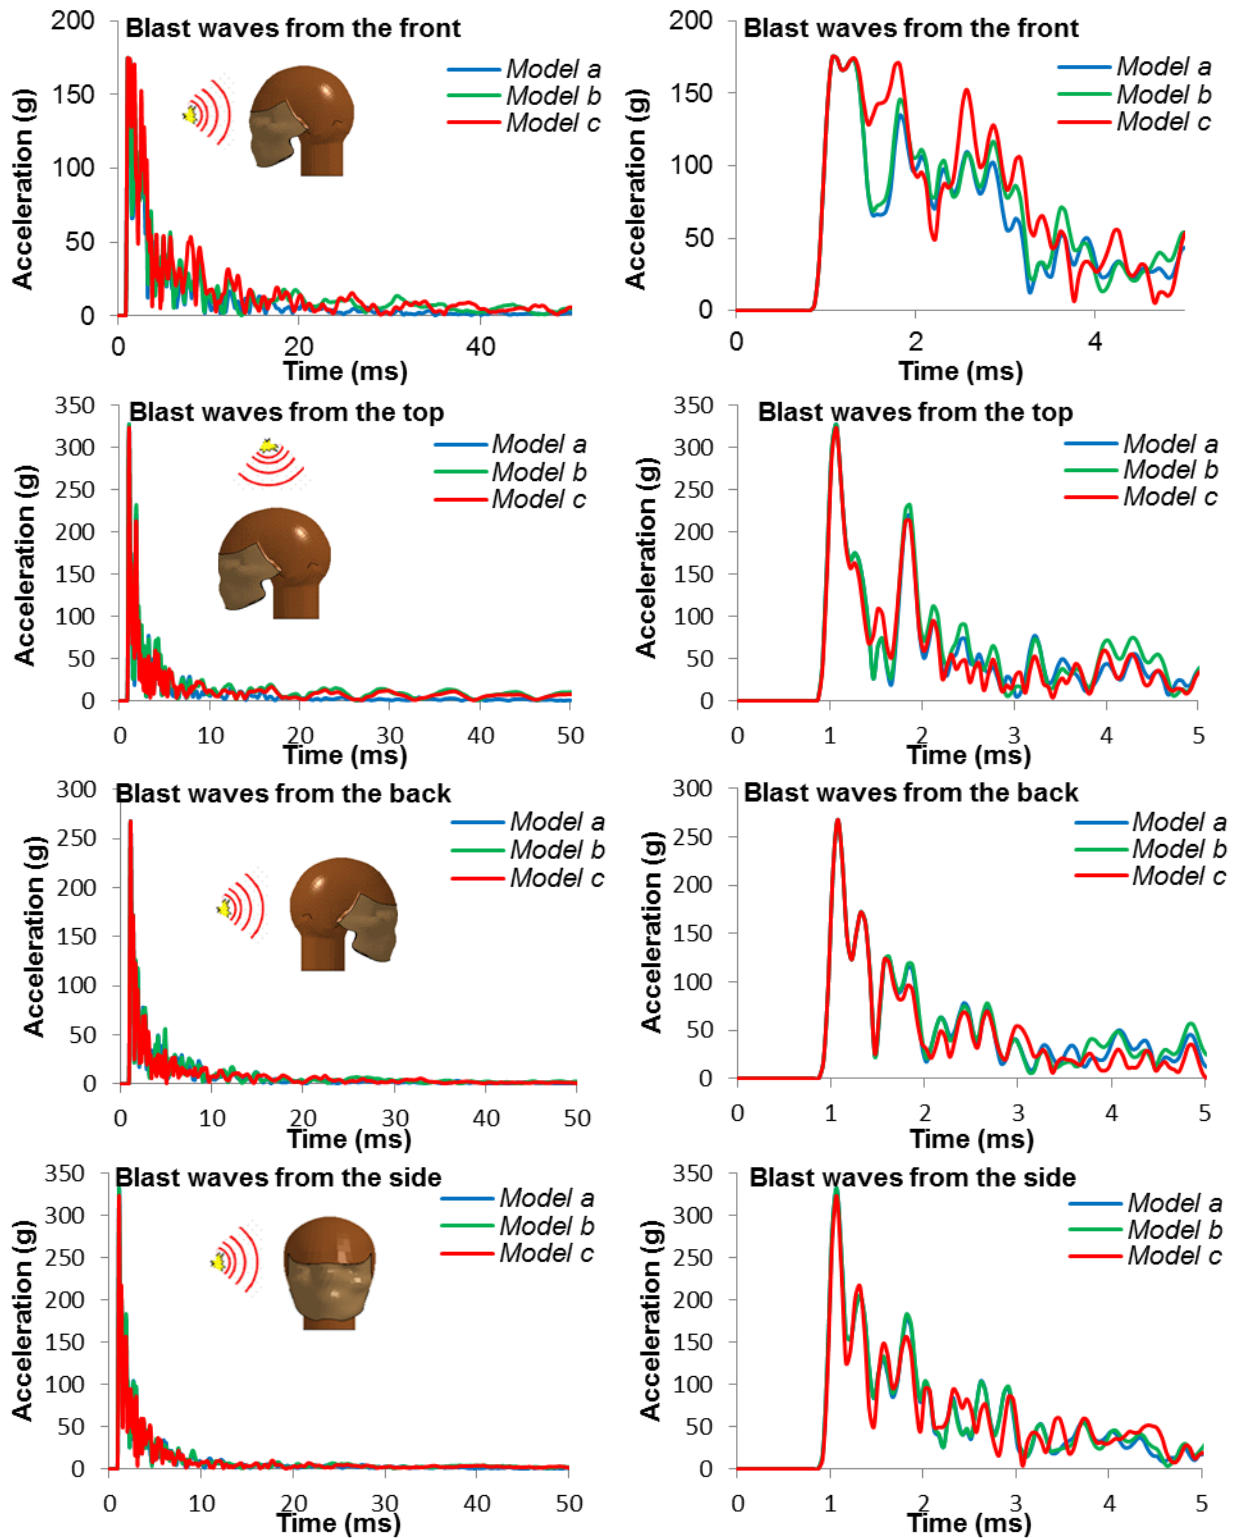 Blast waves from the front
Model a
Model b
Model c
Acceleration (g)
200
150
100
50
0
0 20 40
Time (ms)
Blast waves from the front
Model a
Model b
Model c
Acceleration (g)
200
150
100
50
0
0 2 4
Time (ms)
Blast waves from the top
Model a
Model b
Model c
Acceleration (g)
350
300
250
200
150
100
50
0
0 10 20 30 40 50
Time (ms)
Blast waves from the top
Model a
Model b
Model c
Acceleration (g)
350
300
250
200
150
100
50
0
0 1 2 3 4 5
Time (ms)
Blast waves from the back
Model a
Model b
Model c
Acceleration (g)
300
250
200
150
100
50
0
0 10 20 30 40 50
Time (ms)
Blast waves from the back
Model a
Model b
Model c
Acceleration (g)
300
250
200
150
100
50
0
0 1 2 3 4 5
Time (ms)
Blast waves from the side
Model a
Model b
Model c
Acceleration (g)
350
300
250
200
150
100
50
0
0 10 20 30 40 50
Time (ms)
Blast waves from the side
Model a
Model b
Model c
Acceleration (g)
350
300
250
200
150
100
50
0
0 1 2 3 4 5
Time (ms)